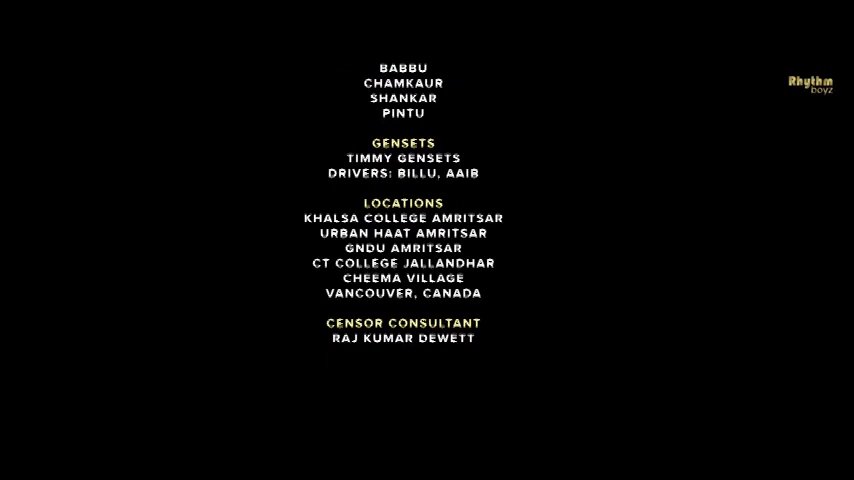 BABBU
CHAMKAUR
SHANKAR
PINTU
GENSETS
TIMMY GENSETS
DRIVERS: BILLU, AAIB
LOCATIONS
KHALSA COLLEGE AMRITSAR
URBAN HAAT AMRITSAR
GNDU AMRITSAR
CT COLLEGE JALLANDHAR
CHEEMA VILLAGE
VANCOUVER, CANADA
CENSOR CONSULTANT
RAJ KUMAR DEWETT
Rhythm
boyz